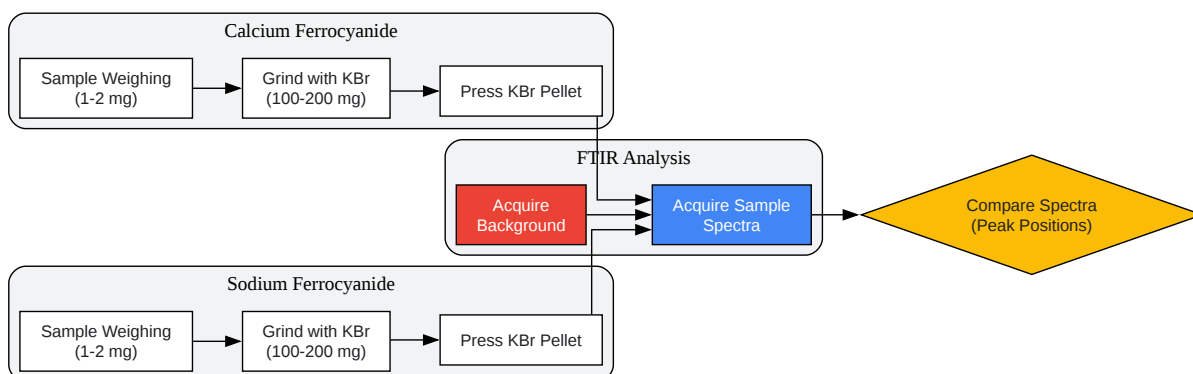 Calcium Ferrocyanide
Sample Weighing
(1-2 mg)
Grind with KBr
(100-200 mg)
Press KBr Pellet
FTIR Analysis
Acquire
Background
Acquire Sample
Spectra
Compare Spectra
(Peak Positions)
Sodium Ferrocyanide
Sample Weighing
(1-2 mg)
Grind with KBr
(100-200 mg)
Press KBr Pellet